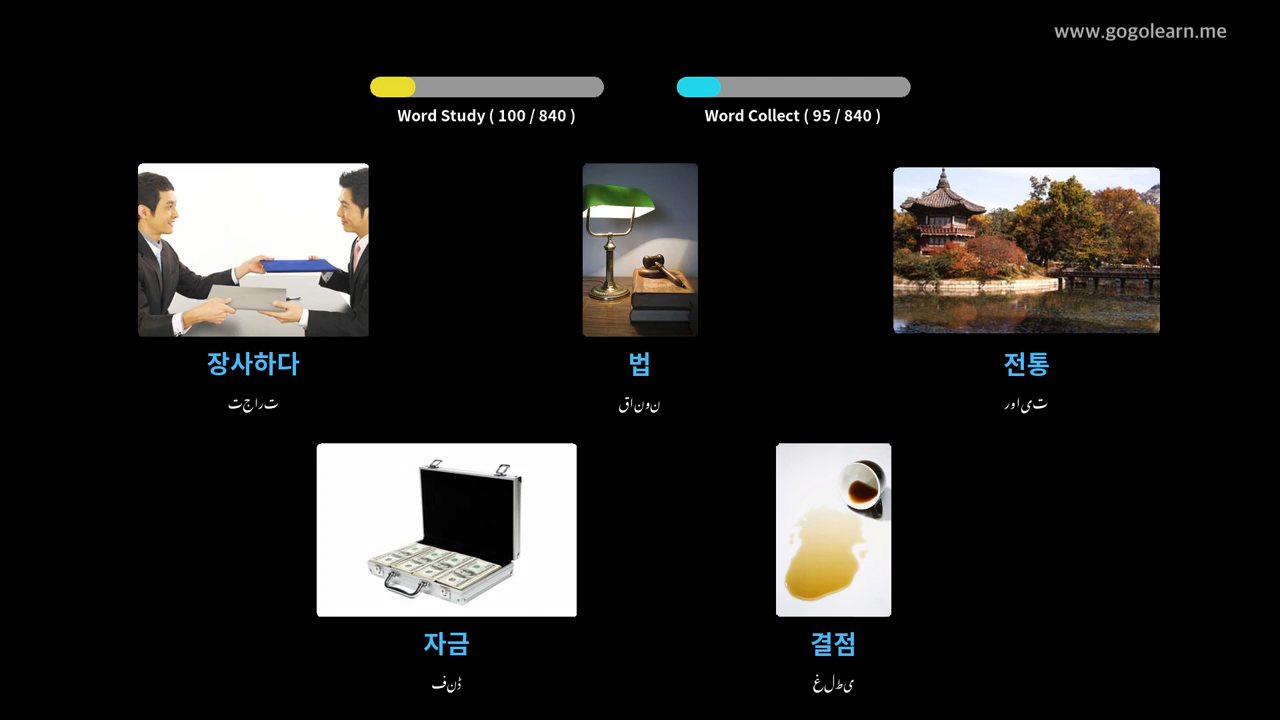 www.gogolearn.me
Word Study ( 100 / 840 )
Word Collect ( 95 / 840 )
장사하다
법
전통
تجارت
قانون
روایت
자금
결점
فنڈ
غلطی